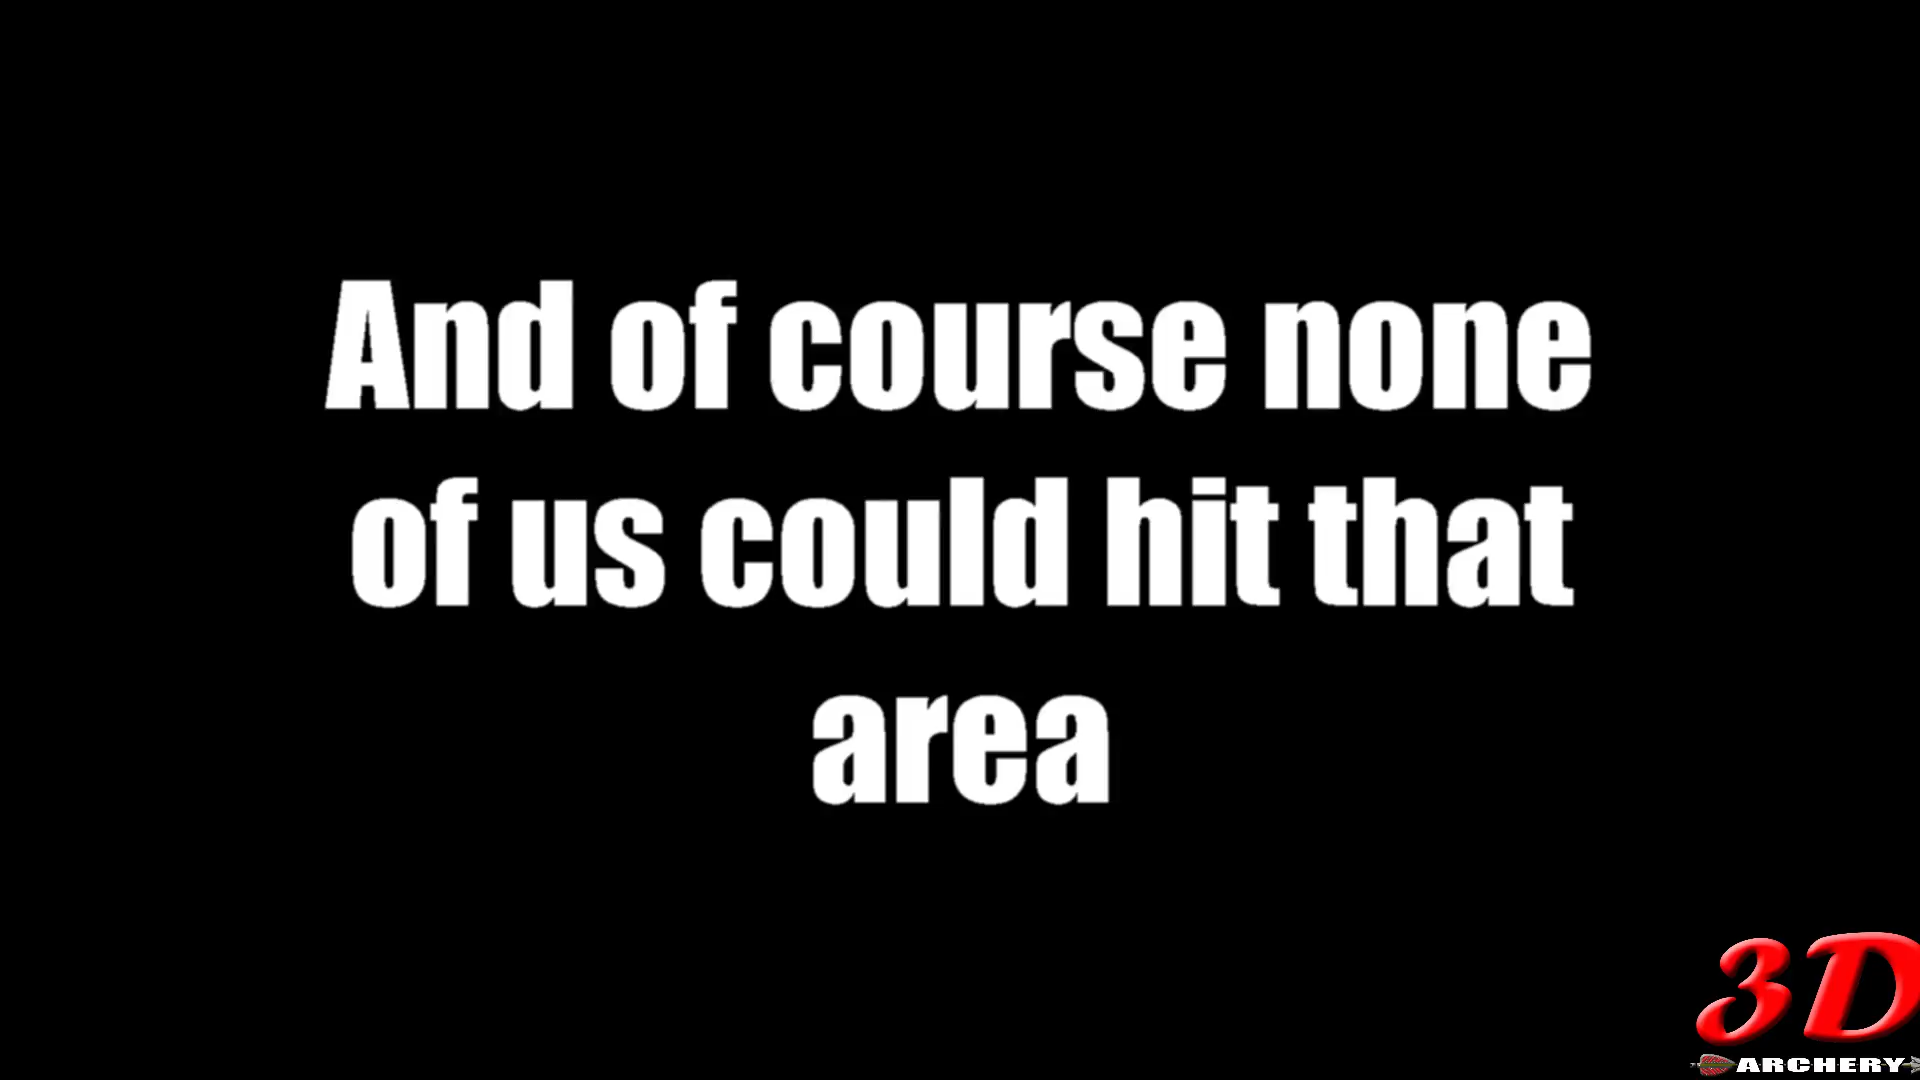 And of course none
of us could hit that
area
3D
ARCHERY